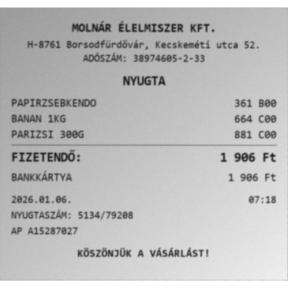 MOLNÁR ÉLELMISZER KFT.
H-8761 Borsodfürdővár, Kecskeméti utca 52.
ADÓSZÁM: 38974605-2-33
NYUGTA
PAPIRZSEBKENDO 361 B00
BANAN 1KG 664 C00
PARIZSI 300G 881 C00
FIZETENDŐ: 1 906 Ft
BANKKÁRTYA 1 906 Ft
2026.01.06. 07:18
NYUGTASZÁM: 5134/79208
AP A15287027
KÖSZÖNJÜK A VÁSÁRLÁST!